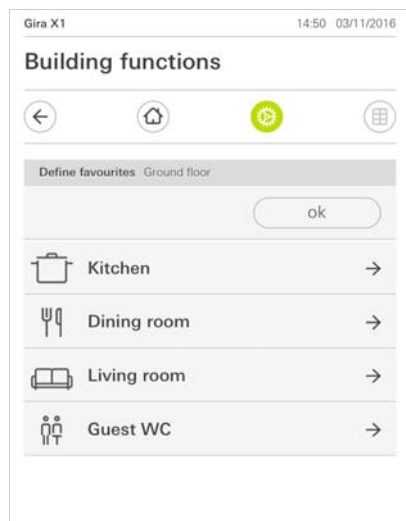 Gira X1 14:50 03/11/2016
Building functions
Define favourites Ground floor
ok
Kitchen
Dining room
Living room
Guest WC